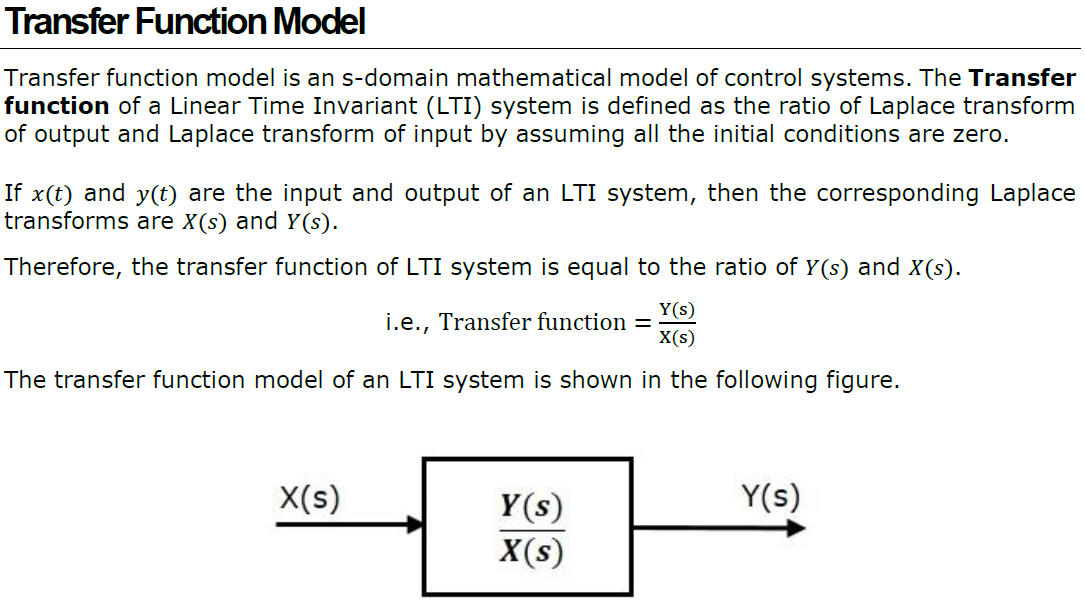 Transfer Function Model
Transfer function model is an s-domain mathematical model of control systems. The Transfer
function of a Linear Time Invariant (LTI) system is defined as the ratio of Laplace transform
of output and Laplace transform of input by assuming all the initial conditions are zero.
If x(t) and y(t) are the input and output of an LTI system, then the corresponding Laplace
transforms are X(s) and Y(s).
Therefore, the transfer function of LTI system is equal to the ratio of Y(s) and X(s).
i.e., Transfer function = Y(s)
X(s)
The transfer function model of an LTI system is shown in the following figure.
X(s)
Y(s)
X(s)
Y(s)